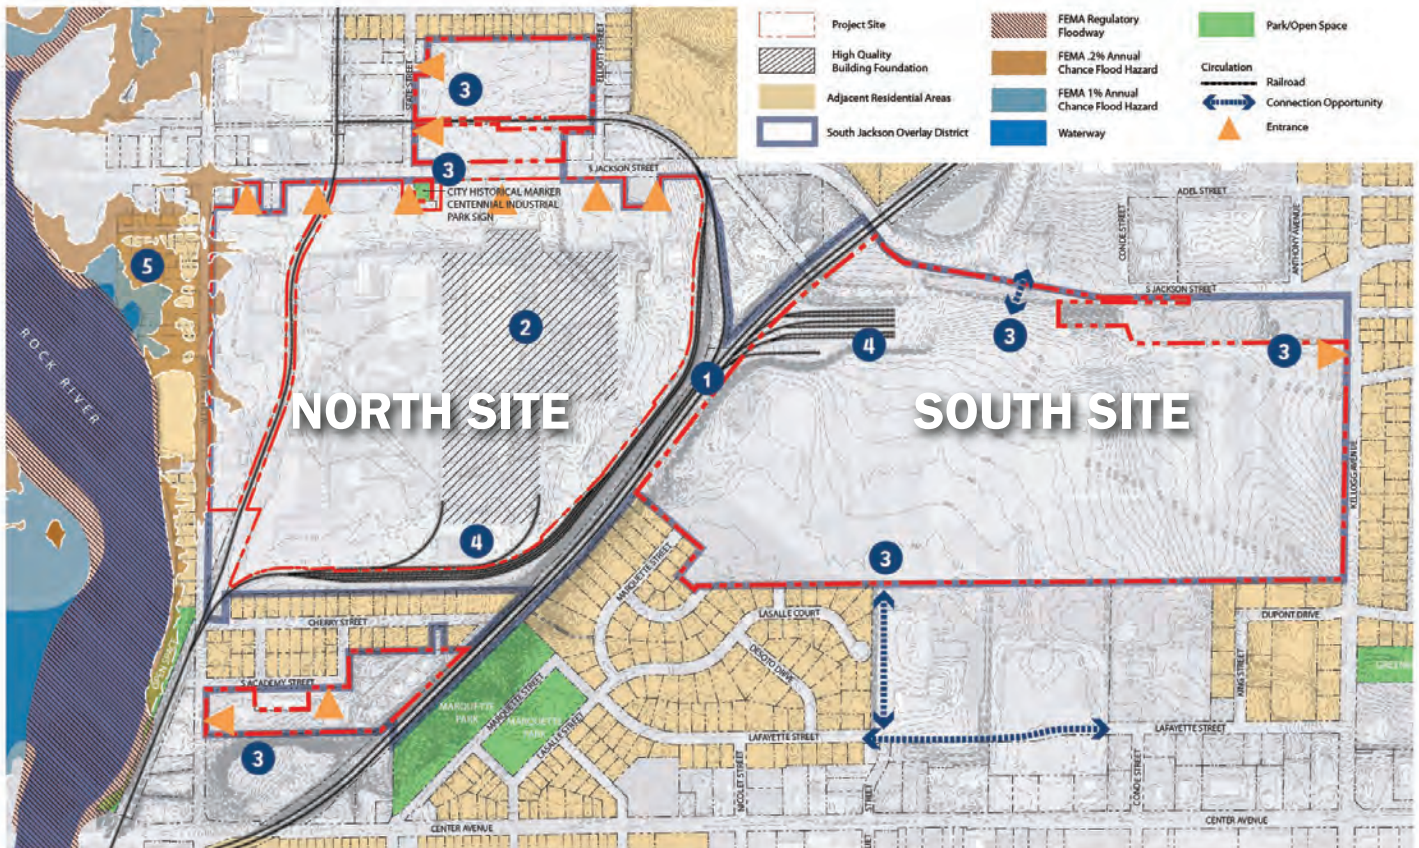 Project Site
High Quality
Building Foundation
Adjacent Residential Areas
South Jackson Overlay District
FEMA Regulatory
Floodway
FEMA .2% Annual
Chance Flood Hazard
FEMA 1% Annual
Chance Flood Hazard
Waterway
Park/Open Space
Circulation
Railroad
Connection Opportunity
Entrance
STATE STREET
ELLIOTT STREET
3
3
S JACKSON STREET
CITY HISTORICAL MARKER
CENTENNIAL INDUSTRIAL
PARK SIGN
ADEL STREET
CONDE STREET
ANTHONY AVENUE
S JACKSON STREET
5
2
3
4
3
1
ROCK RIVER
NORTH SITE
SOUTH SITE
KELLOGG AVENUE
4
3
MARQUETTE STREET
CHERRY STREET
LASALLE COURT
DUPONT DRIVE
DESOTO DRIVE
KING STREET
S ACADEMY STREET
MARQUETTE
PARK
MARQUETTE STREET
MARQUETTE
PARK
LASALLE STREET
LAFAYETTE STREET
LAFAYETTE STREET
3
NICOLET STREET
STREET
CONDE STREET
CENTER AVENUE
CENTER AVENUE